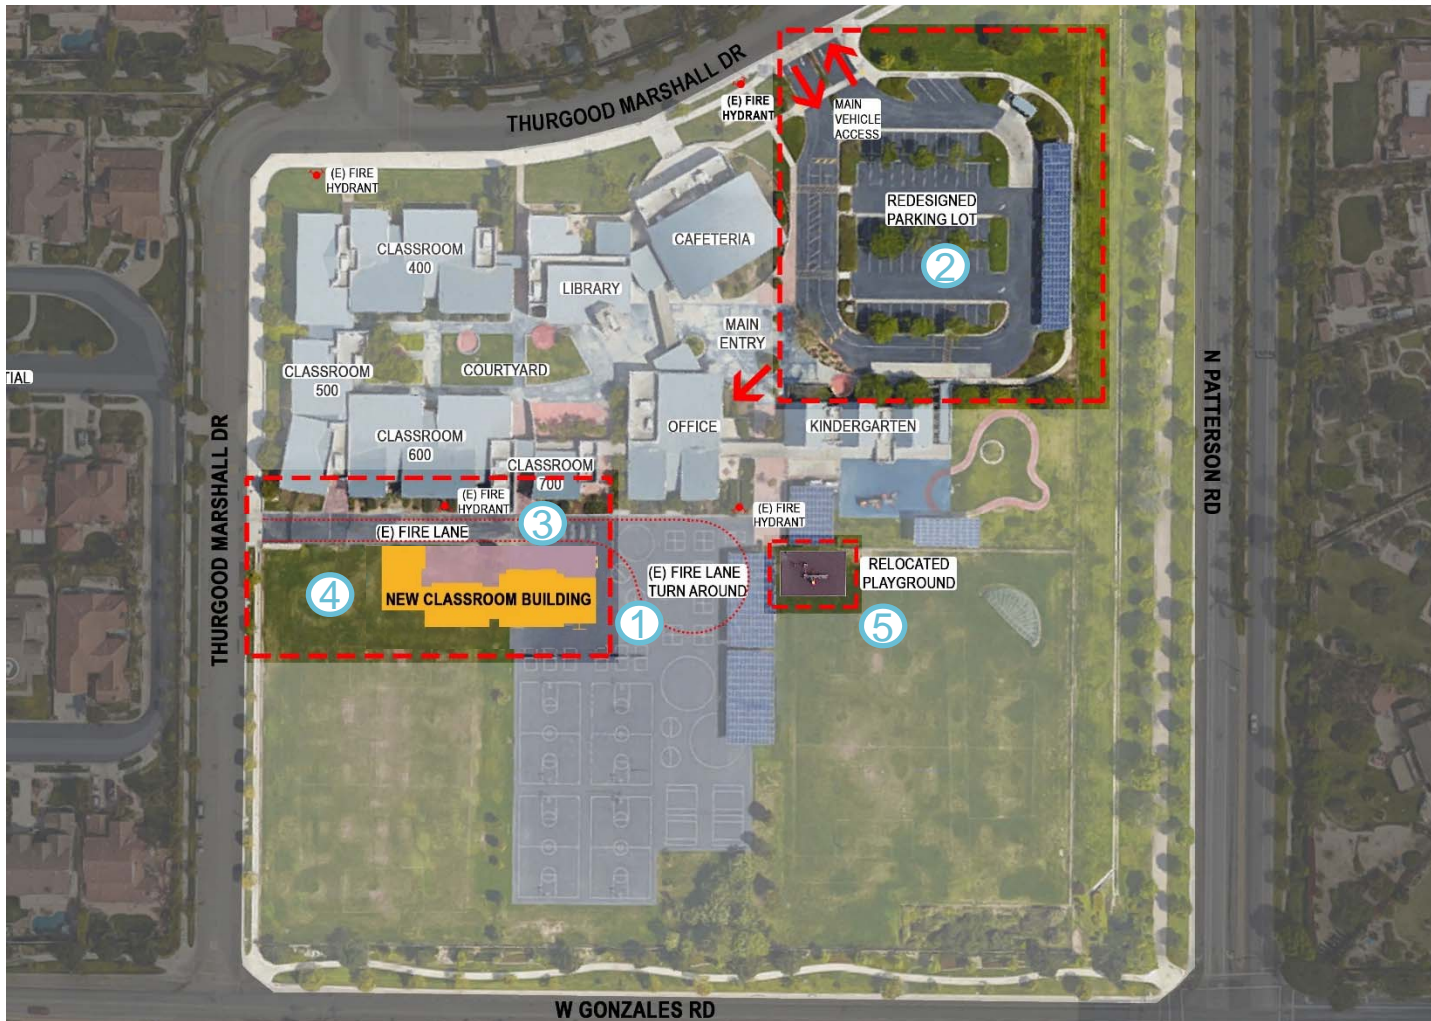 THURGOOD MARSHALL DR
(E) FIRE
HYDRANT
MAIN
VEHICLE
ACCESS
(E) FIRE
HYDRANT
REDESIGNED
PARKING LOT
2
CAFETERIA
CLASSROOM
400
LIBRARY
MAIN
ENTRY
COURTYARD
CLASSROOM
500
TIAL
N PATTERSON RD
OFFICE
KINDERGARTEN
CLASSROOM
600
CLASSROOM
700
THURGOOD MARSHALL DR
(E) FIRE
HYDRANT
3
(E) FIRE
HYDRANT
(E) FIRE LANE
(E) FIRE LANE
TURN AROUND
RELOCATED
PLAYGROUND
4
NEW CLASSROOM BUILDING
1
5
W GONZALES RD